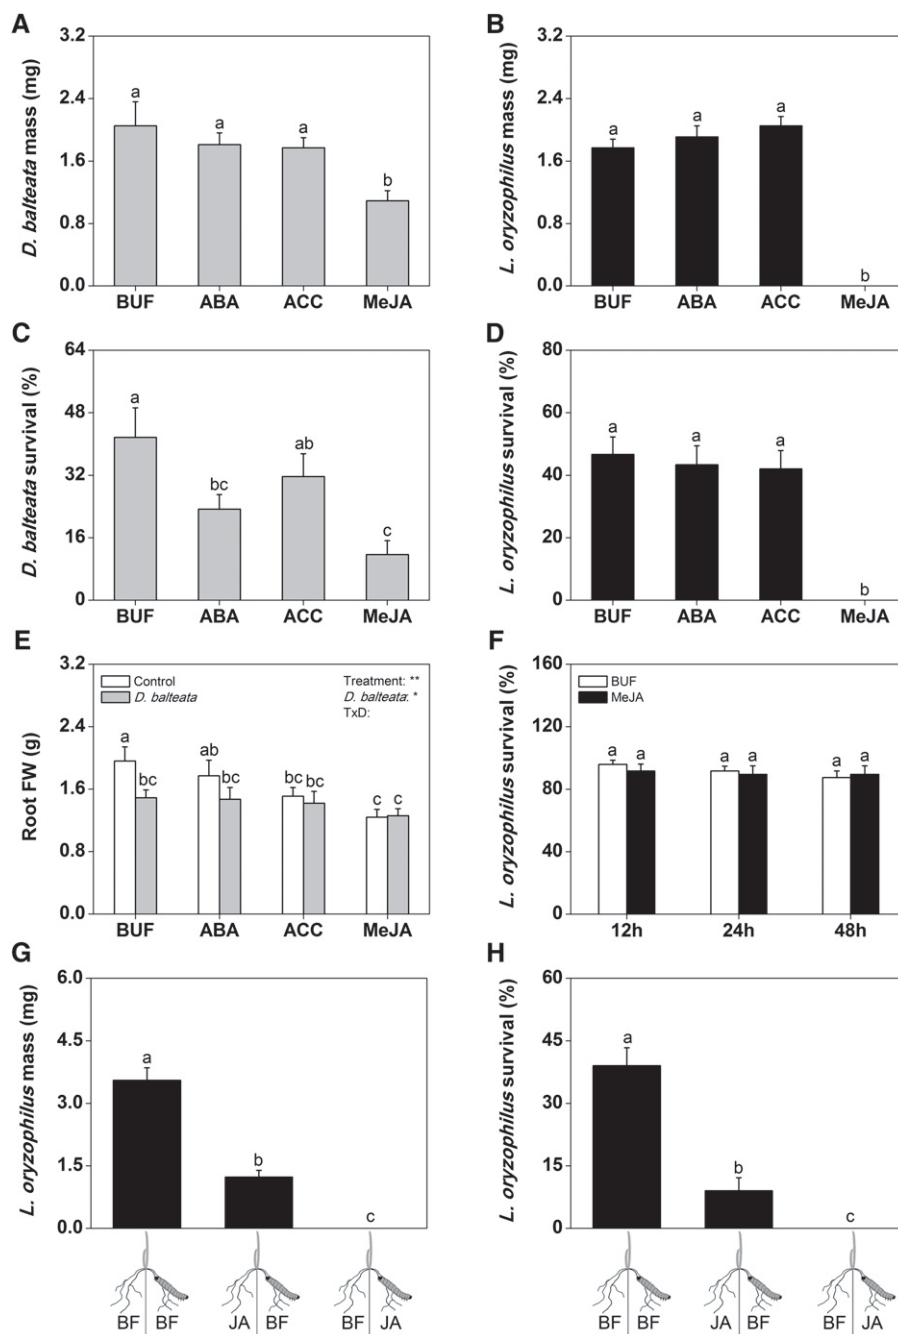 A
D. balteata mass (mg)
3.2
2.4
1.6
0.8
0.0
a
a
a
b
BUF ABA ACC MeJA
B
L. oryzophilus mass (mg)
3.2
2.4
1.6
0.8
0.0
a
a
a
b
BUF ABA ACC MeJA
C
D. balteata survival (%)
64
48
32
16
0
a
bc
ab
c
BUF ABA ACC MeJA
D
L. oryzophilus survival (%)
80
60
40
20
0
a
a
a
b
BUF ABA ACC MeJA
E
Root FW (g)
3.2
2.4
1.6
0.8
0.0
Control
D. balteata
Treatment: **
D. balteata: *
TxD:
a bc ab bc bc bc c c
BUF ABA ACC MeJA
F
L. oryzophilus survival (%)
160
120
80
40
0
BUF
MeJA
a a a a a a
12h 24h 48h
G
L. oryzophilus mass (mg)
6.0
4.5
3.0
1.5
0.0
a
b
c
BF BF JA BF BF JA
H
L. oryzophilus survival (%)
60
45
30
15
0
a
b
c
BF BF JA BF BF JA